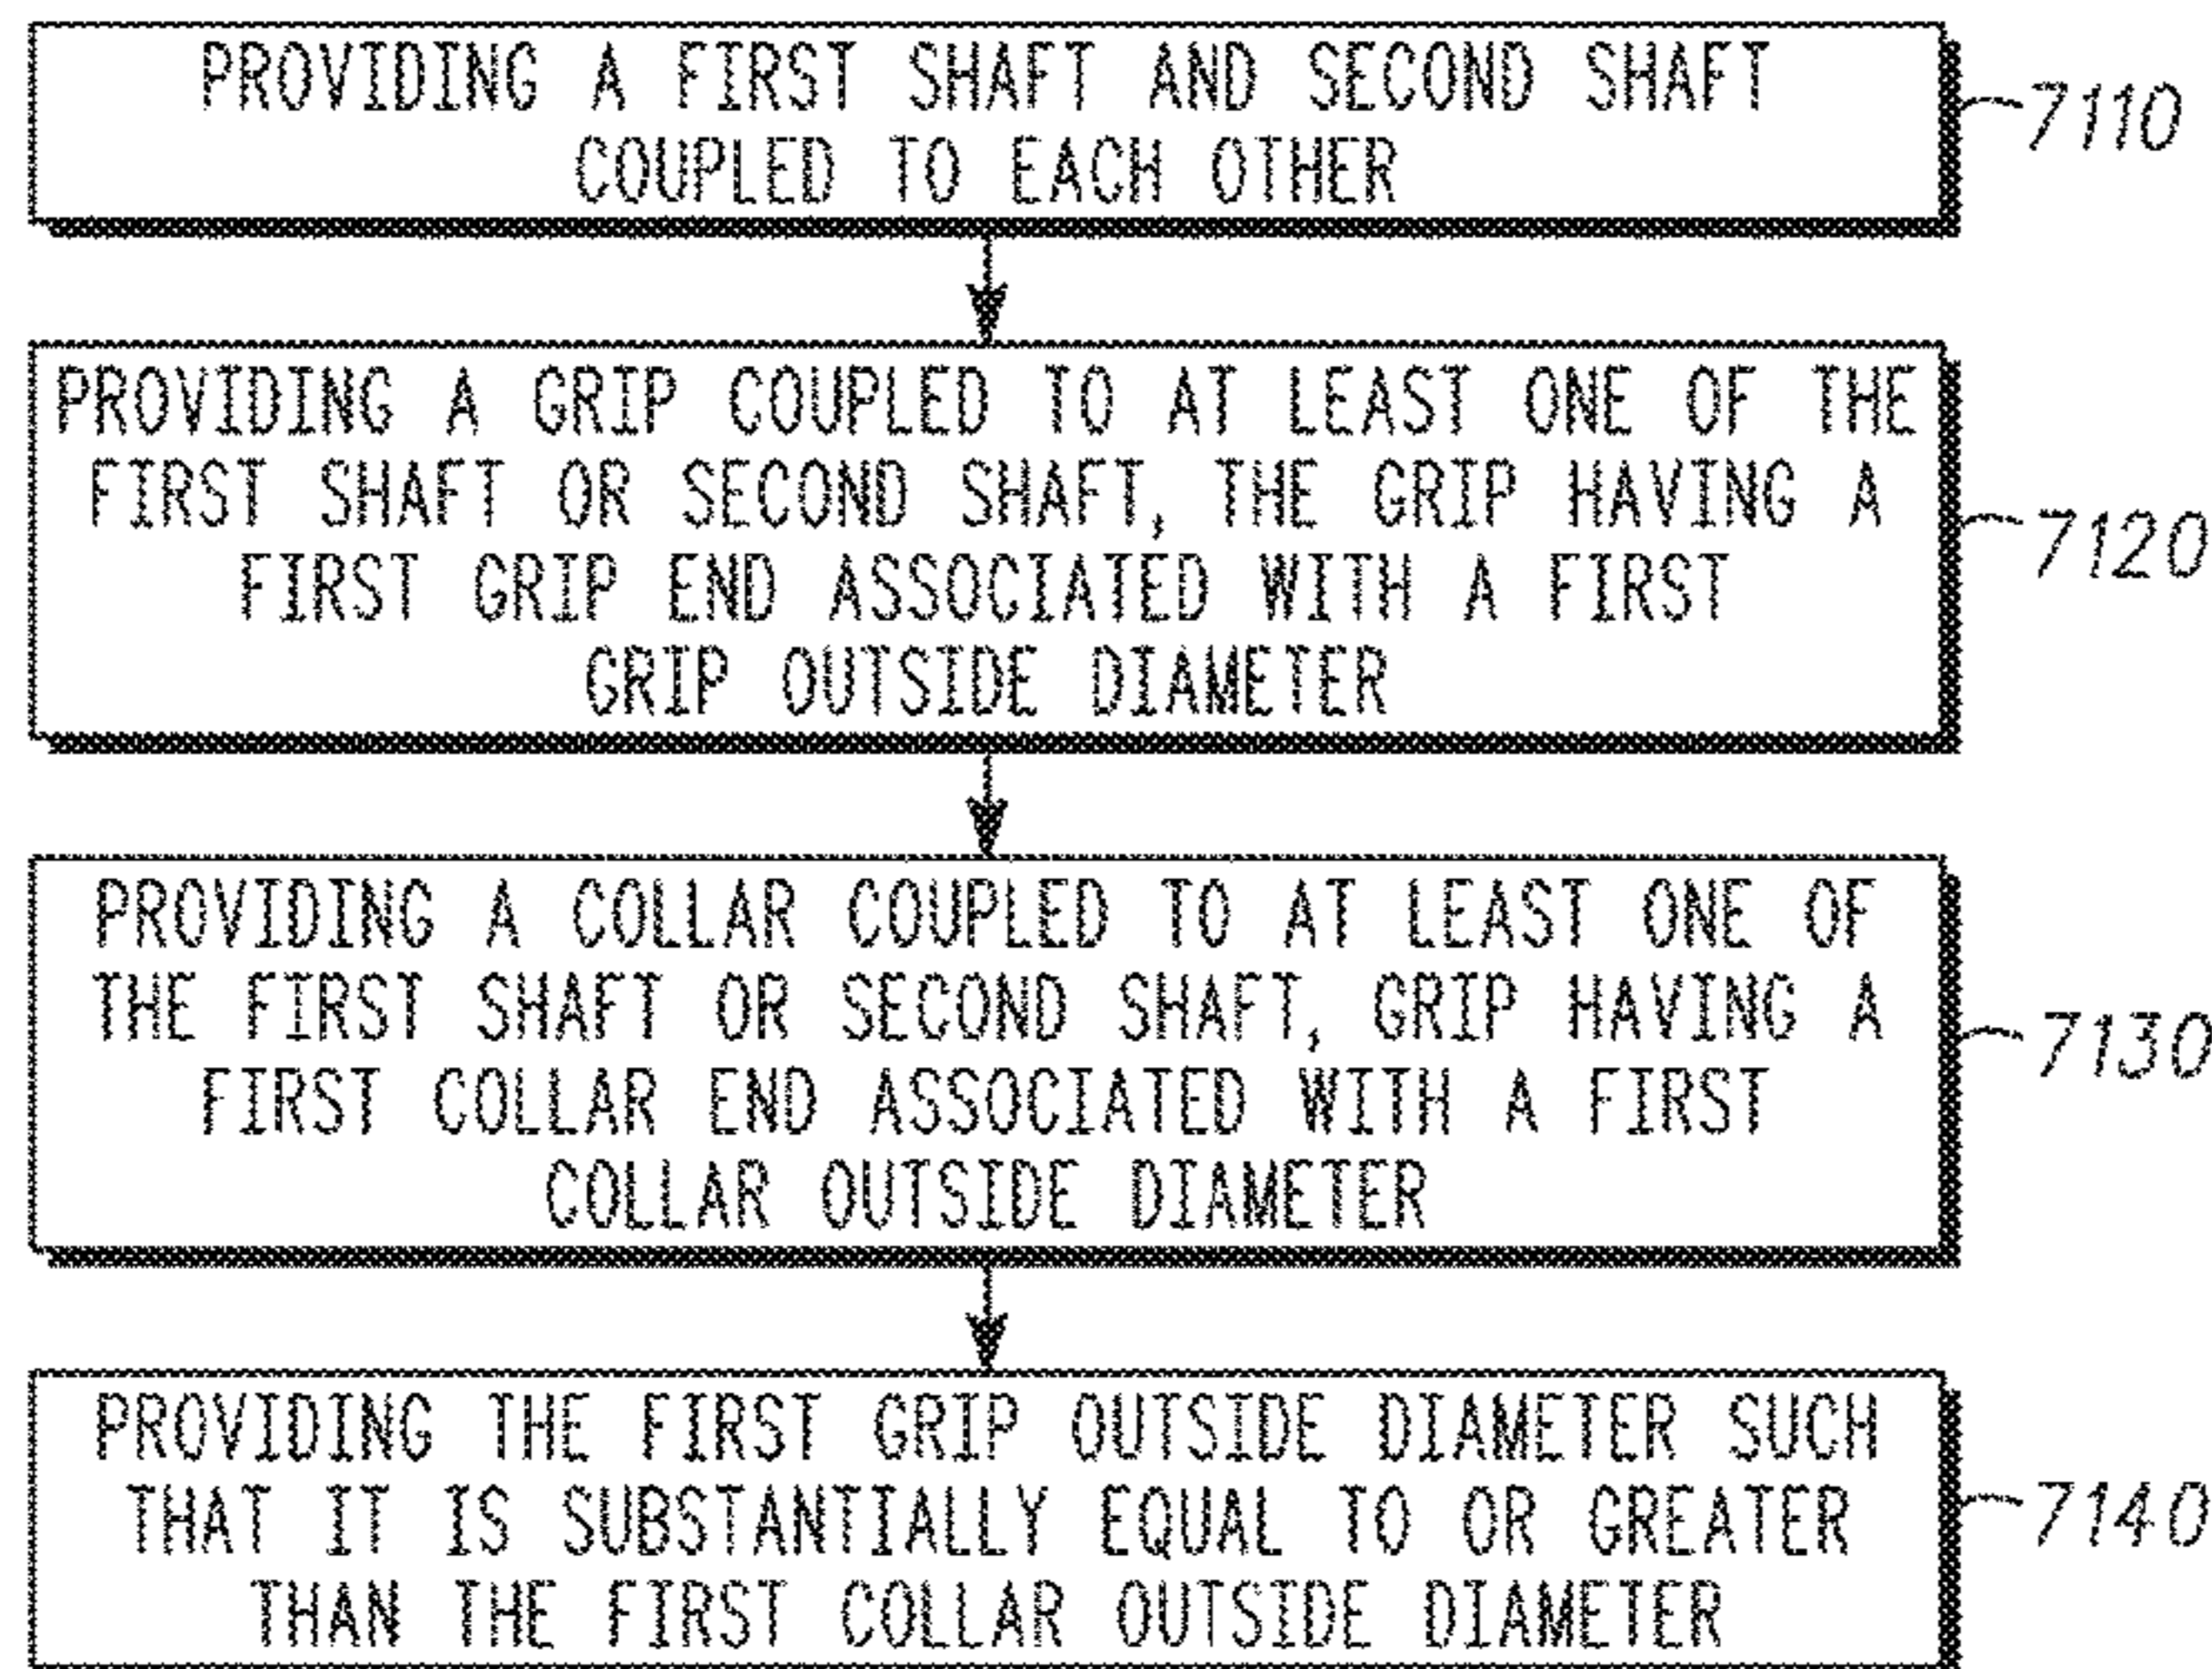 PROVIDING A FIRST SHAFT AND SECOND SHAFT
COUPLED TO EACH OTHER
7110
PROVIDING A GRIP COUPLED TO AT LEAST ONE OF THE
FIRST SHAFT OR SECOND SHAFT, THE GRIP HAVING A
FIRST GRIP END ASSOCIATED WITH A FIRST
GRIP OUTSIDE DIAMETER
7120
PROVIDING A COLLAR COUPLED TO AT LEAST ONE OF
THE FIRST SHAFT OR SECOND SHAFT, GRIP HAVING A
FIRST COLLAR END ASSOCIATED WITH A FIRST
COLLAR OUTSIDE DIAMETER
7130
PROVIDING THE FIRST GRIP OUTSIDE DIAMETER SUCH
THAT IT IS SUBSTANTIALLY EQUAL TO OR GREATER
THAN THE FIRST COLLAR OUTSIDE DIAMETER
7140